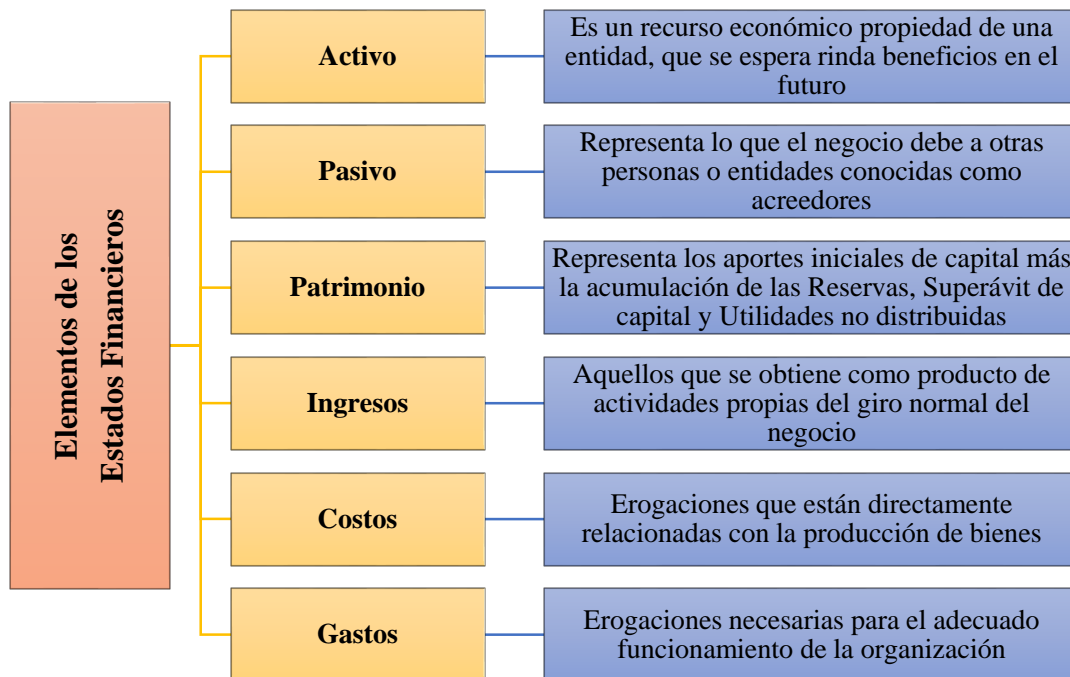 Elementos de los
Estados Financieros
Activo
Es un recurso económico propiedad de una
entidad, que se espera rinda beneficios en el
futuro
Pasivo
Representa lo que el negocio debe a otras
personas o entidades conocidas como
acreedores
Patrimonio
Representa los aportes iniciales de capital más
la acumulación de las Reservas, Superávit de
capital y Utilidades no distribuidas
Ingresos
Aquellos que se obtiene como producto de
actividades propias del giro normal del
negocio
Costos
Erogaciones que están directamente
relacionadas con la producción de bienes
Gastos
Erogaciones necesarias para el adecuado
funcionamiento de la organización